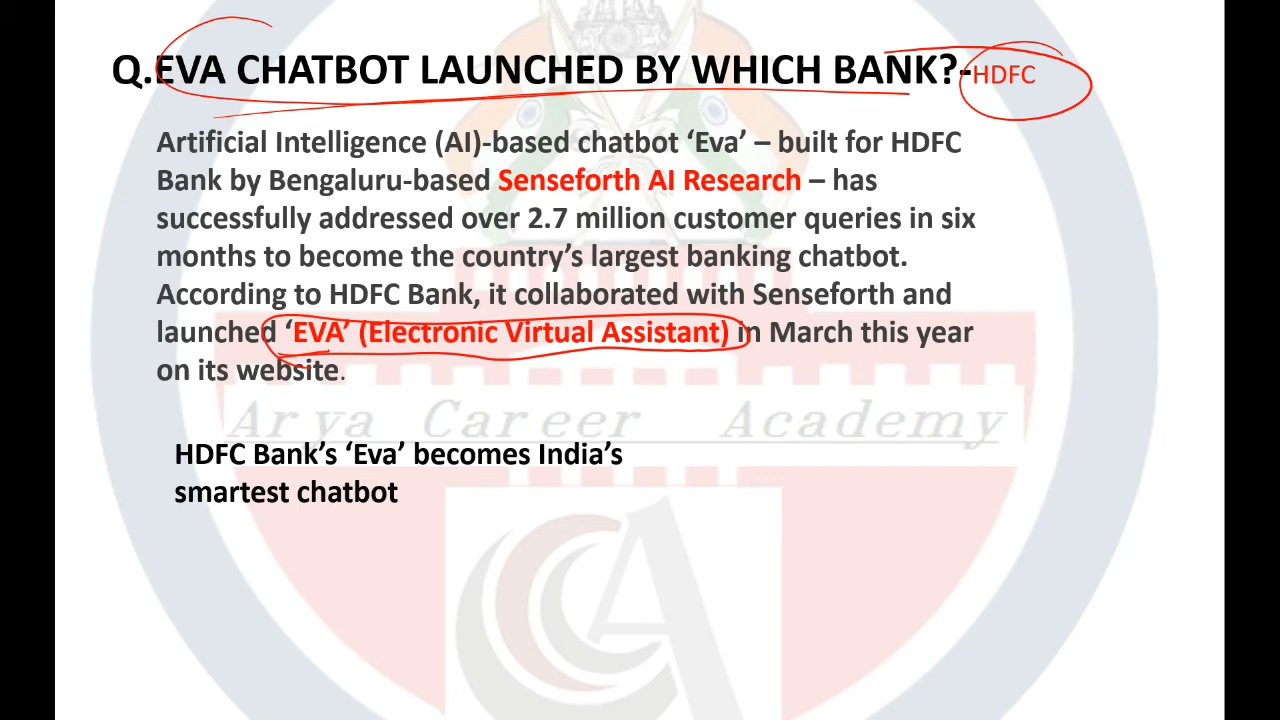 Q.EVA CHATBOT LAUNCHED BY WHICH BANK?-HDFC
Artificial Intelligence (AI)-based chatbot ‘Eva’ – built for HDFC
Bank by Bengaluru-based Senseforth AI Research – has
successfully addressed over 2.7 million customer queries in six
months to become the country’s largest banking chatbot.
According to HDFC Bank, it collaborated with Senseforth and
launched ‘EVA’ (Electronic Virtual Assistant) in March this year
on its website.
Arya Career Academy
HDFC Bank’s ‘Eva’ becomes India’s
smartest chatbot
CA